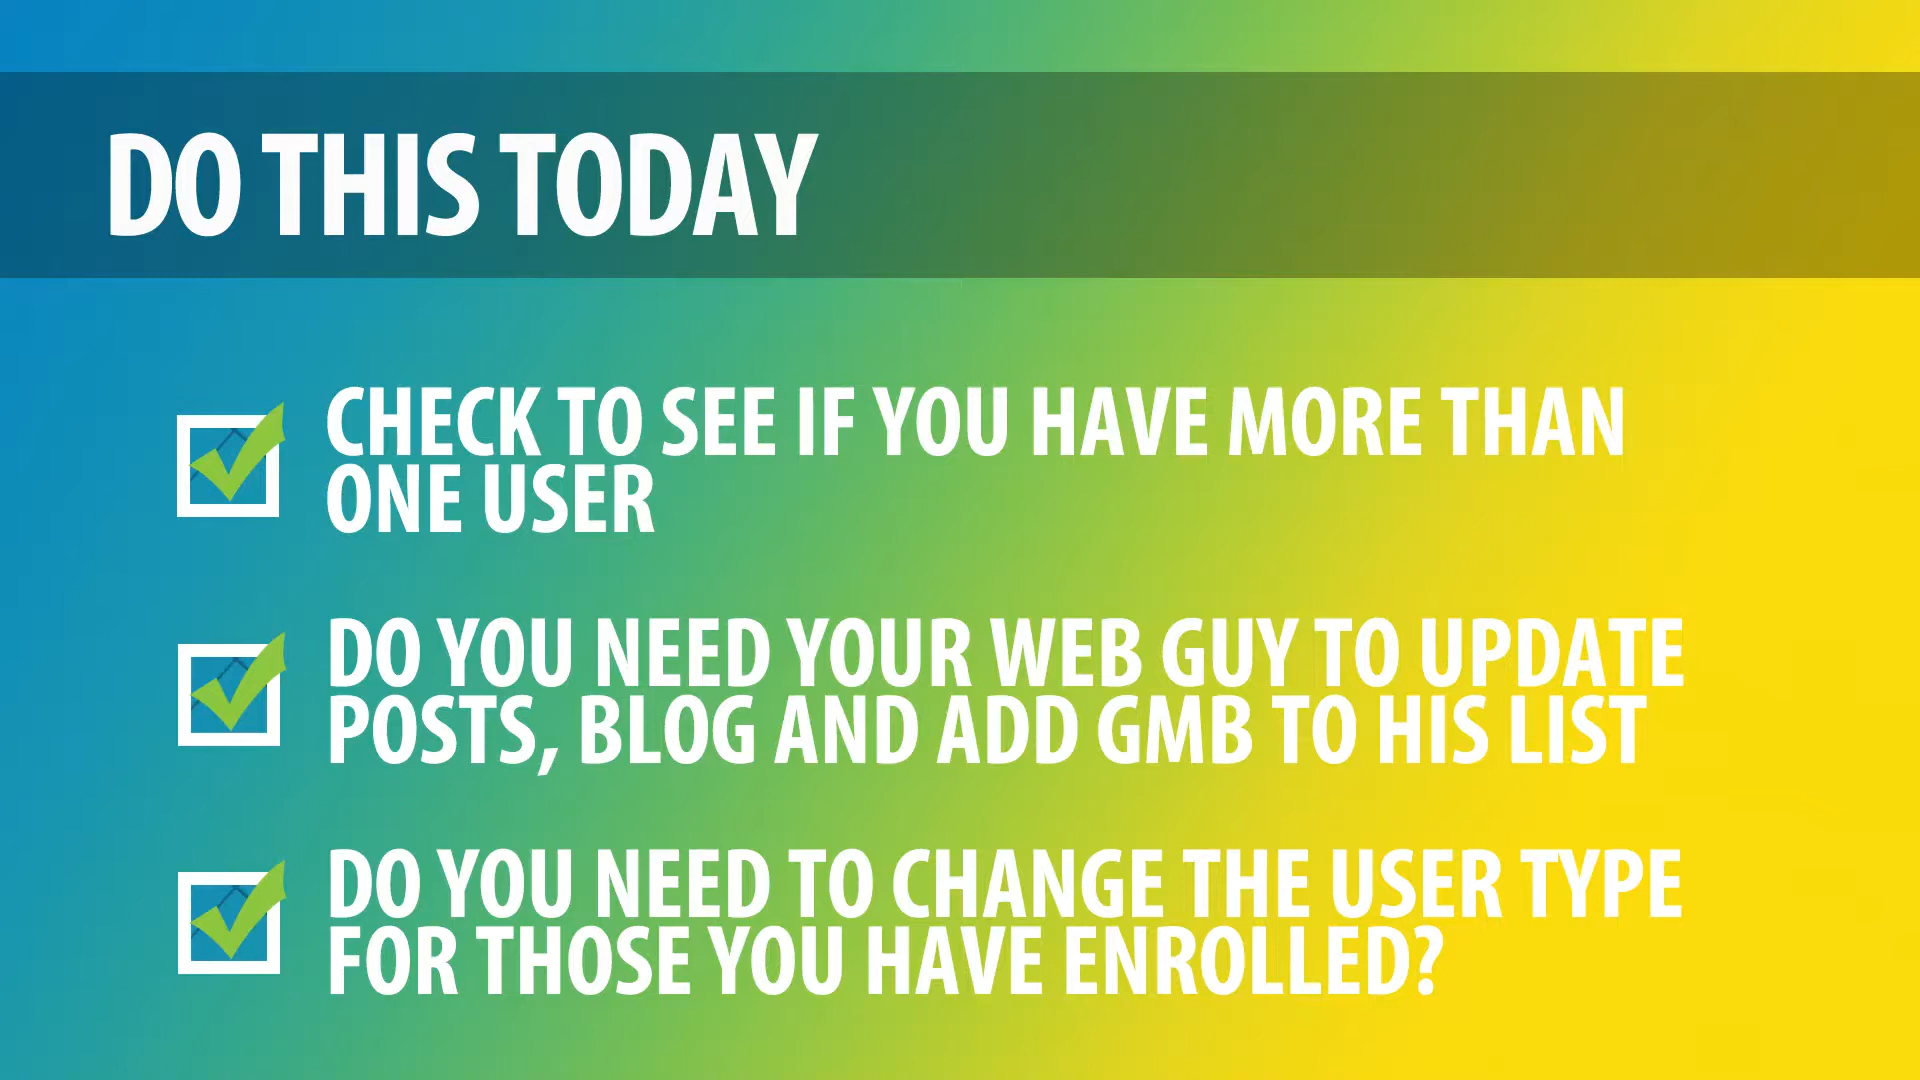 DO THIS TODAY
CHECK TO SEE IF YOU HAVE MORE THAN
ONE USER
DO YOU NEED YOUR WEB GUY TO UPDATE
POSTS, BLOG AND ADD GMB TO HIS LIST
DO YOU NEED TO CHANGE THE USER TYPE
FOR THOSE YOU HAVE ENROLLED?